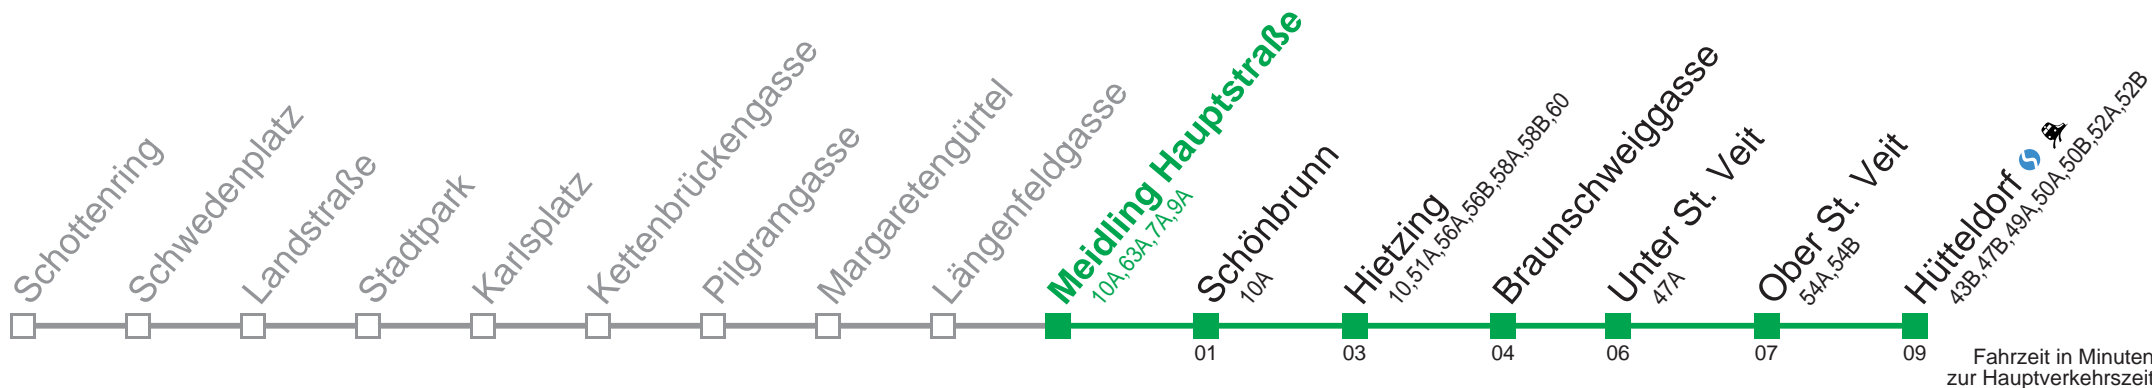 Schottenring
Schwedenplatz
Landstraße
Stadtpark
Karlsplatz
Kettenbrückengasse
Pilgramgasse
Margaretengürtel
Längenfeldgasse
Meidling Hauptstraße
10A,63A,7A,9A
Schönbrunn
10A
Hietzing
10,51A,56A,56B,58A,58B,60
Braunschweiggasse
Unter St. Veit
47A
Ober St. Veit
54A,54B
Hütteldorf
43B,47B,49A,50A,50B,52A,52B
01
03
04
06
07
09
Fahrzeit in Minuten
zur Hauptverkehrszeit